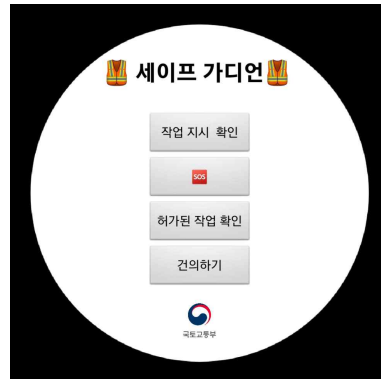 🦺 세이프 가디언🦺
작업 지시 확인
🆘
허가된 작업 확인
건의하기
국토교통부